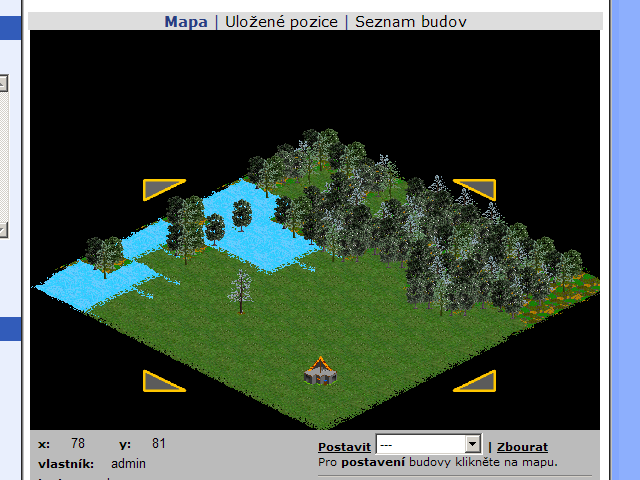 Mapa | Uložené pozice | Seznam budov
x: 78 y: 81
vlastník: admin
Postavit --- | Zbourat
Pro postavení budovy klikněte na mapu.